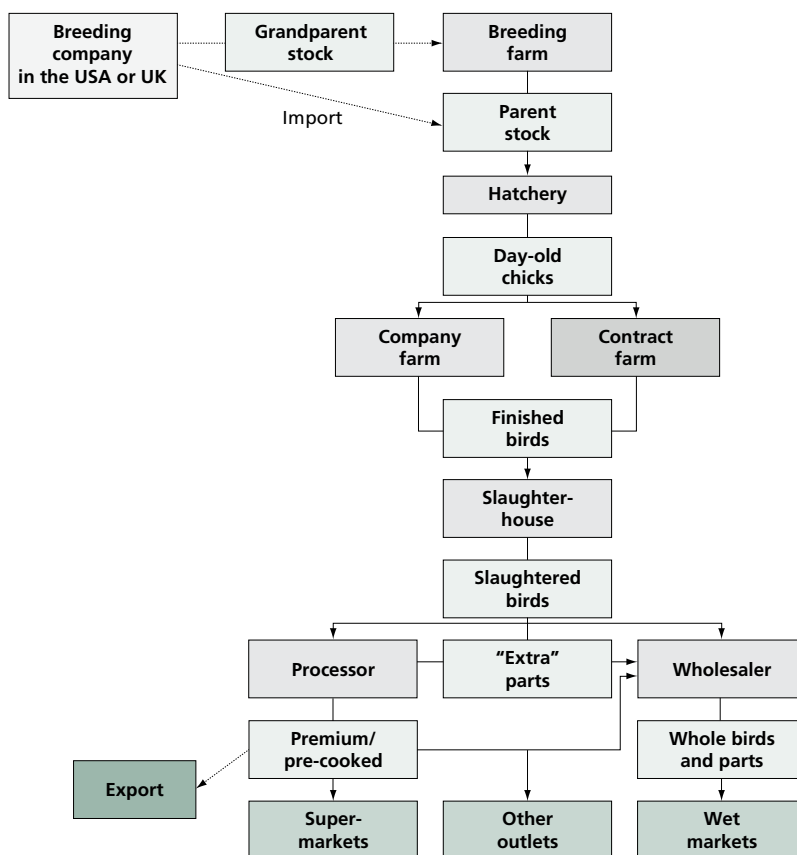 Breeding
company
in the USA or UK
Grandparent
stock
Breeding
farm
Import
Parent
stock
Hatchery
Day-old
chicks
Company
farm
Contract
farm
Finished
birds
Slaughter-
house
Slaughtered
birds
Processor
“Extra”
parts
Wholesaler
Premium/
pre-cooked
Whole birds
and parts
Export
Super-
markets
Other
outlets
Wet
markets